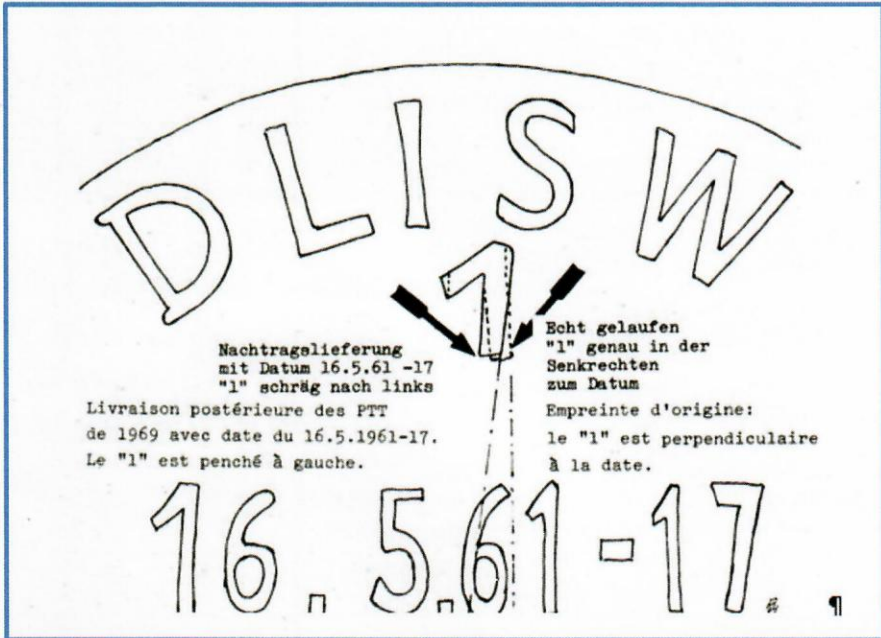 DLISW
1
Nachtragslieferung
mit Datum 16.5.61 -17
"1" schräg nach links
Livraison postérieure des PTT
de 1969 avec date du 16.5.1961-17.
Le "1" est penché à gauche.
Echt gelaufen
"1" genau in der
Senkrechten
zum Datum
Empreinte d'origine:
le "1" est perpendiculaire
à la date.
16.5.61-17
¶